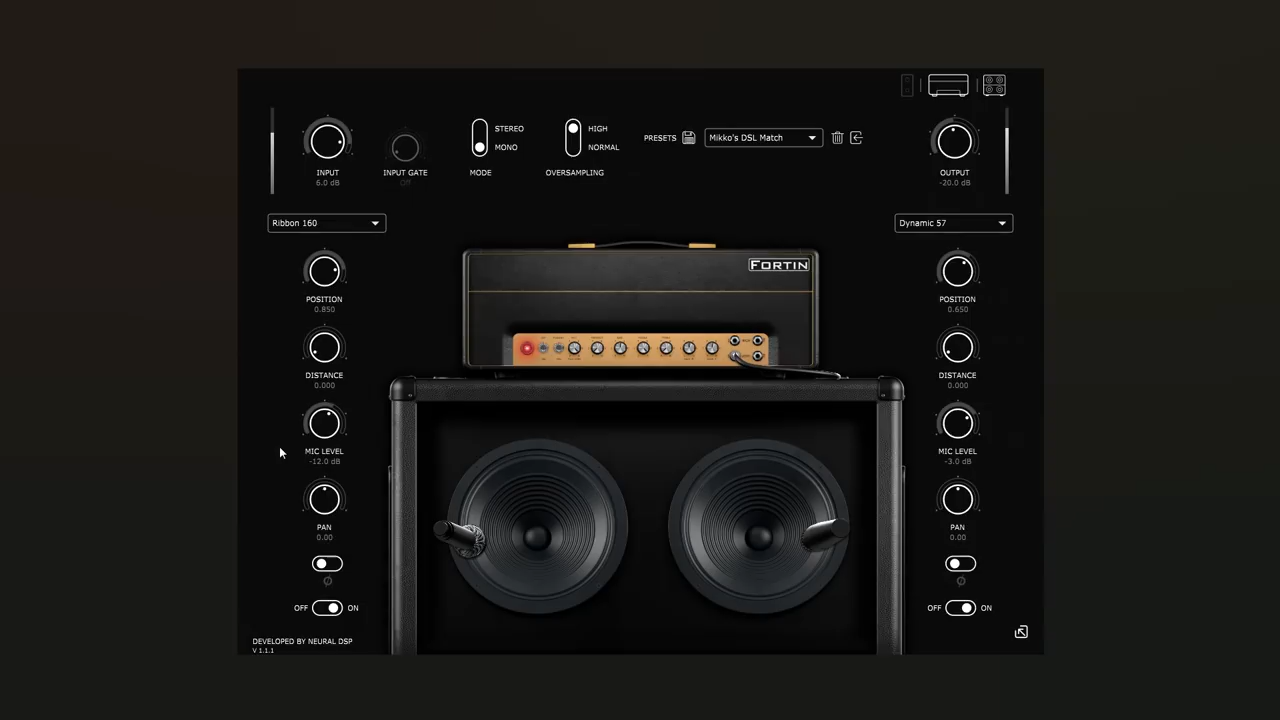 STEREO
MONO
HIGH
NORMAL
PRESETS
Mikko's DSL Match
INPUT
6.0 dB
INPUT GATE
Off
MODE
OVERSAMPLING
OUTPUT
-20.0 dB
Ribbon 160
Dynamic 57
FORTIN
POSITION
0.850
POSITION
0.650
DISTANCE
0.000
DISTANCE
0.000
MIC LEVEL
-12.0 dB
MIC LEVEL
-3.0 dB
PAN
0.00
PAN
0.00
Ø
Ø
OFF ON
OFF ON
DEVELOPED BY NEURAL DSP
V 1.1.1